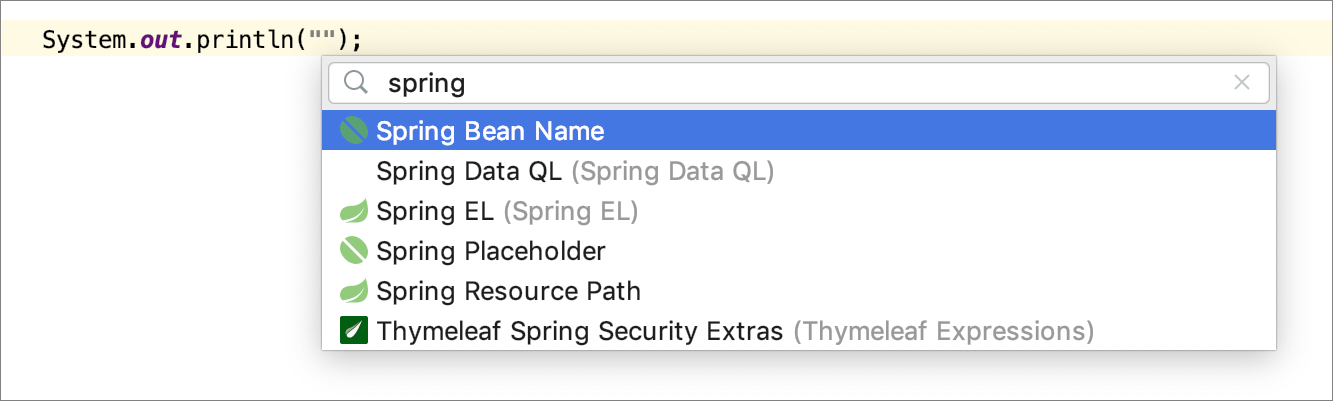 System.out.println("");
spring
Spring Bean Name
Spring Data QL (Spring Data QL)
Spring EL (Spring EL)
Spring Placeholder
Spring Resource Path
Thymeleaf Spring Security Extras (Thymeleaf Expressions)